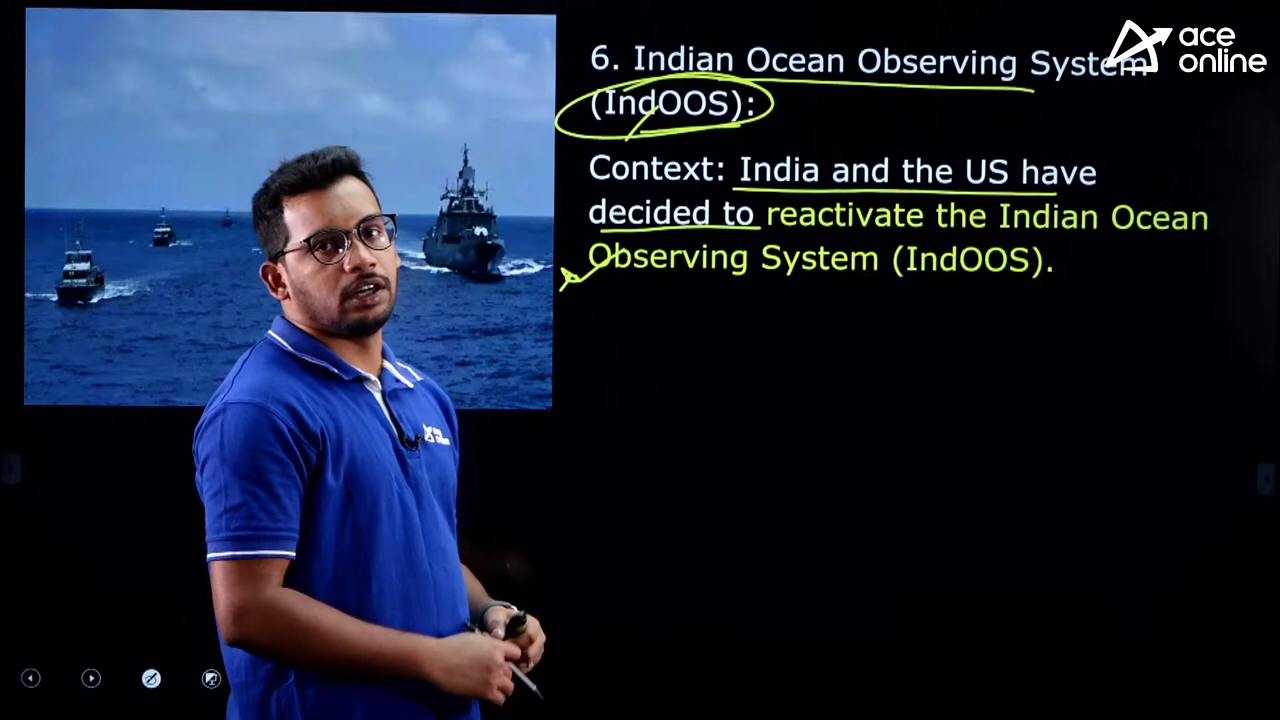 6. Indian Ocean Observing System
(IndOOS):
Context: India and the US have
decided to reactivate the Indian Ocean
Observing System (IndOOS).
ace
online